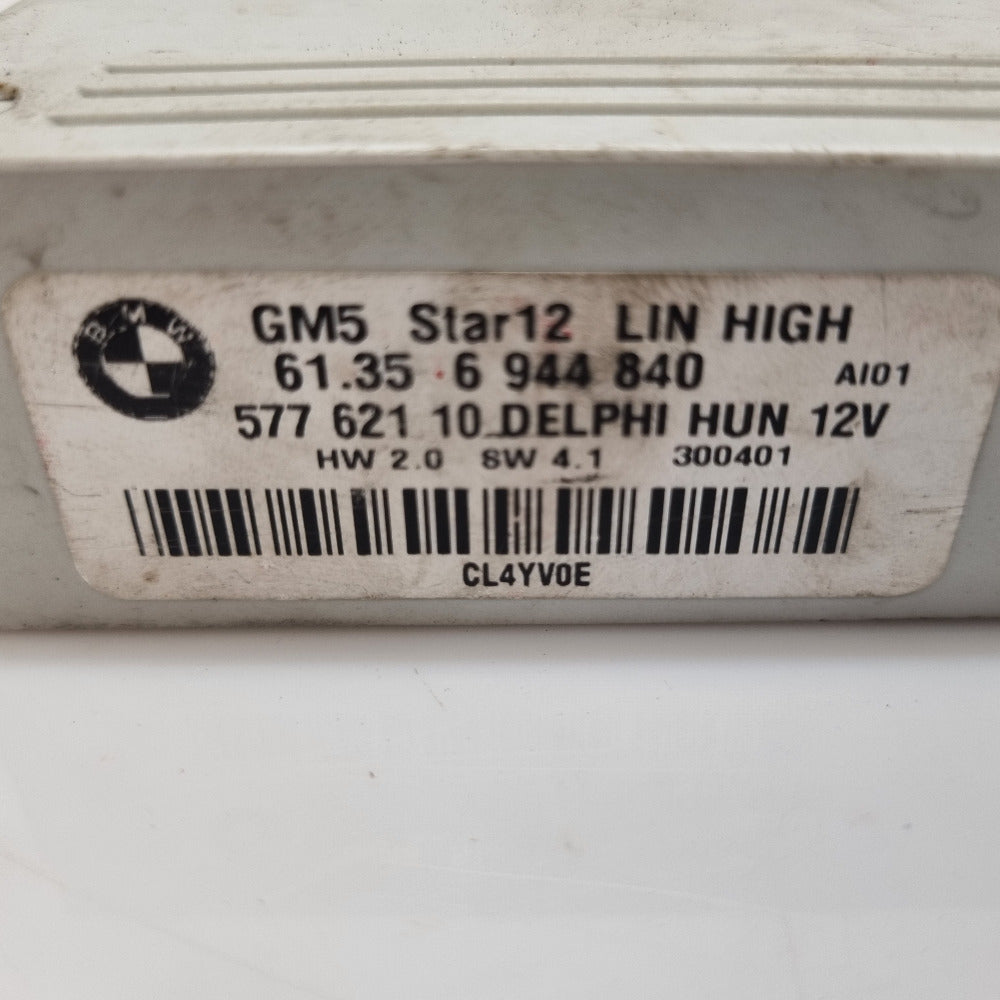 BMW
GM5 Star12 LIN HIGH
61.35 6 944 840 AI01
577 621 10 DELPHI HUN 12V
HW 2.0 SW 4.1 300401
CL4YV0E